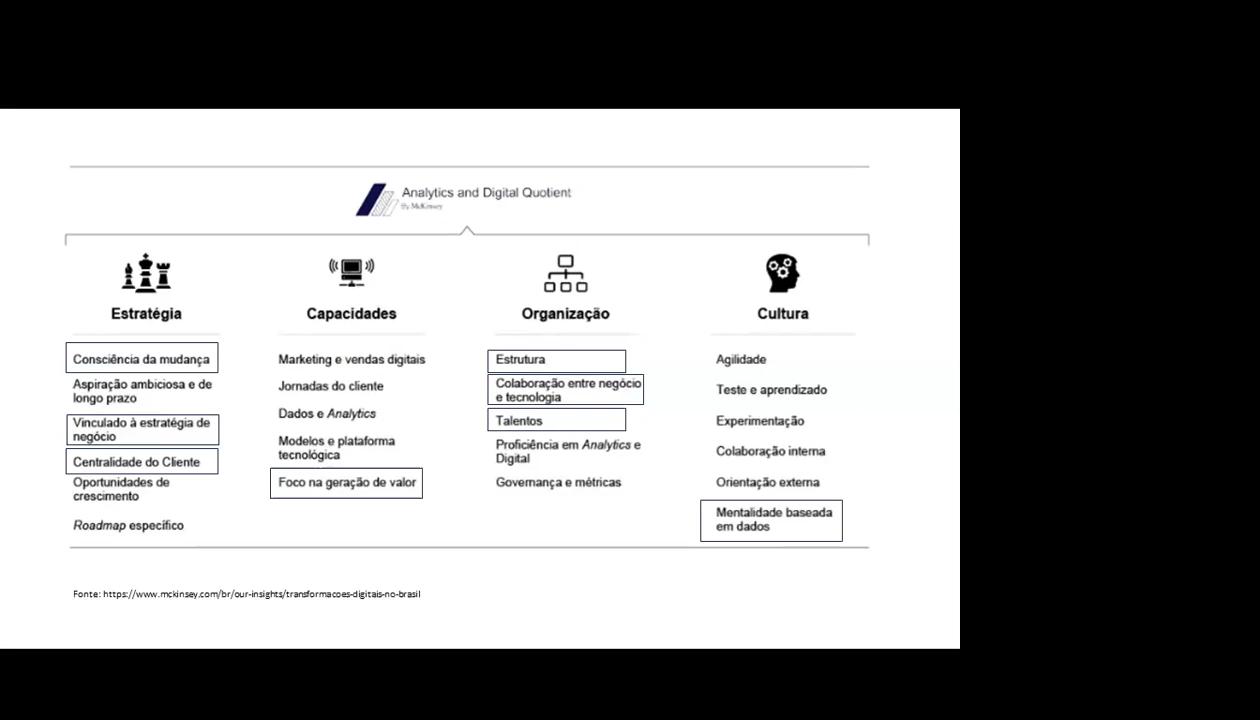 Analytics and Digital Quotient
By McKinsey
Estratégia
Consciência da mudança
Aspiração ambiciosa e de
longo prazo
Vinculado à estratégia de
negócio
Centralidade do Cliente
Oportunidades de
crescimento
Roadmap específico
Capacidades
Marketing e vendas digitais
Jornadas do cliente
Dados e Analytics
Modelos e plataforma
tecnológica
Foco na geração de valor
Organização
Estrutura
Colaboração entre negócio
e tecnologia
Talentos
Proficiência em Analytics e
Digital
Governança e métricas
Cultura
Agilidade
Teste e aprendizado
Experimentação
Colaboração interna
Orientação externa
Mentalidade baseada
em dados
Fonte: https://www.mckinsey.com/br/our-insights/transformacoes-digitais-no-brasil